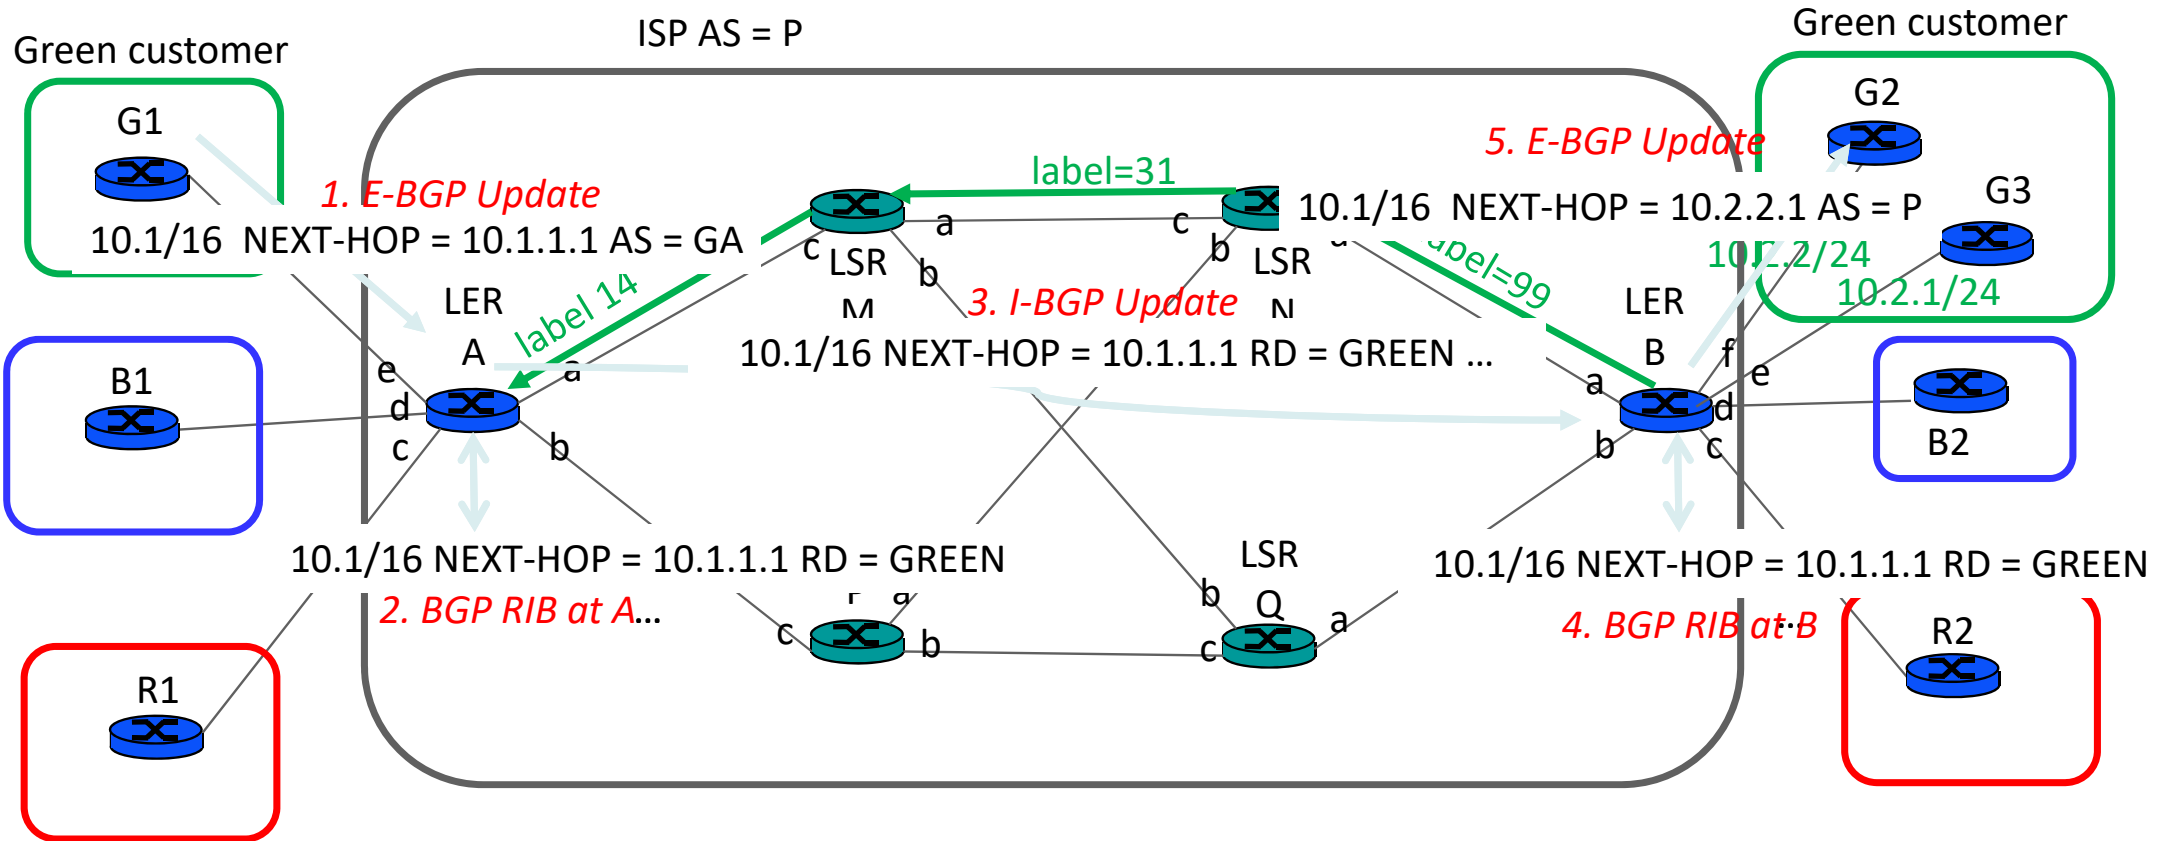 ISP AS = P
Green customer
Green customer
G1
G2
5. E-BGP Update
label=31
1. E-BGP Update
G3
10.1/16 NEXT-HOP = 10.2.2.1 AS = P
10.1/16 NEXT-HOP = 10.1.1.1 AS = GA
a
c
c
b
b
LSR
M
LSR
N
10.2.2/24
10.2.1/24
label 14
LER
A
3. I-BGP Update
LER
B
10.1/16 NEXT-HOP = 10.1.1.1 RD = GREEN ...
e
d
c
a
b
B1
a
b
f
e
d
c
B2
10.1/16 NEXT-HOP = 10.1.1.1 RD = GREEN
2. BGP RIB at A...
LSR
Q
10.1/16 NEXT-HOP = 10.1.1.1 RD = GREEN
4. BGP RIB at B
...
a
c
b
b
c
a
R1
R2